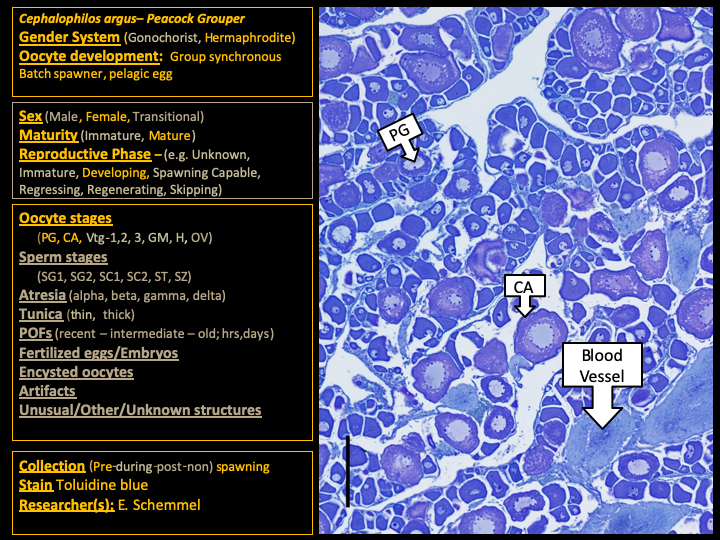 Cephalophilos argus– Peacock Grouper
Gender System (Gonochorist, Hermaphrodite)
Oocyte development: Group synchronous
Batch spawner, pelagic egg
Sex (Male, Female, Transitional)
Maturity (Immature, Mature)
Reproductive Phase – (e.g. Unknown,
Immature, Developing, Spawning Capable,
Regressing, Regenerating, Skipping)
Oocyte stages
(PG, CA, Vtg-1,2, 3, GM, H, OV)
Sperm stages
(SG1, SG2, SC1, SC2, ST, SZ)
Atresia (alpha, beta, gamma, delta)
Tunica (thin, thick)
POFs (recent – intermediate – old; hrs,days)
Fertilized eggs/Embryos
Encysted oocytes
Artifacts
Unusual/Other/Unknown structures
Collection (Pre-during-post-non) spawning
Stain Toluidine blue
Researcher(s): E. Schemmel
PG
CA
Blood
Vessel